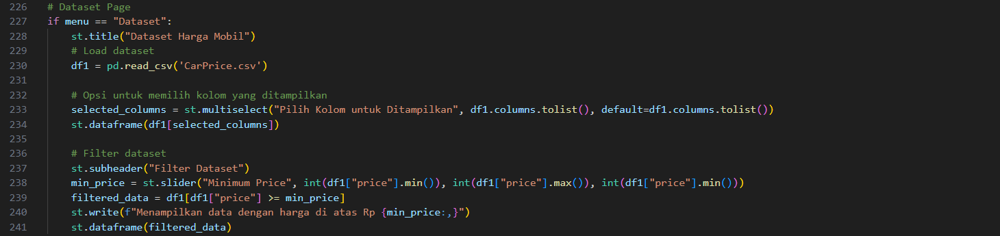 226 # Dataset Page
227 if menu == "Dataset":
228     st.title("Dataset Harga Mobil")
229     # Load dataset
230     df1 = pd.read_csv('CarPrice.csv')
231
232     # Opsi untuk memilih kolom yang ditampilkan
233     selected_columns = st.multiselect("Pilih Kolom untuk Ditampilkan", df1.columns.tolist(), default=df1.columns.tolist())
234     st.dataframe(df1[selected_columns])
235
236     # Filter dataset
237     st.subheader("Filter Dataset")
238     min_price = st.slider("Minimum Price", int(df1["price"].min()), int(df1["price"].max()), int(df1["price"].min()))
239     filtered_data = df1[df1["price"] >= min_price]
240     st.write(f"Menampilkan data dengan harga di atas Rp {min_price:,}")
241     st.dataframe(filtered_data)